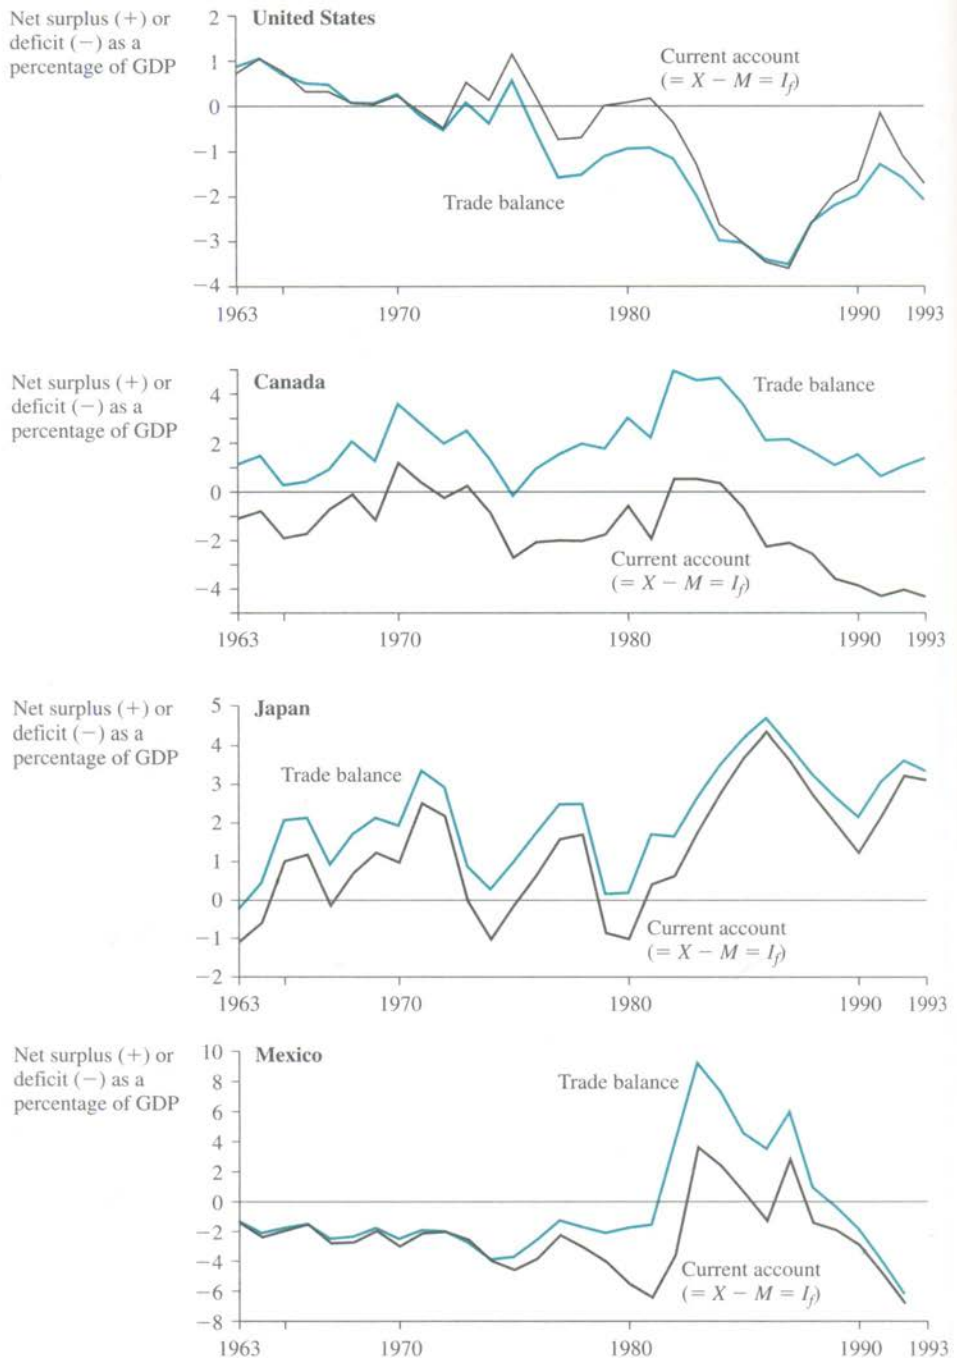 Net surplus (+) or
deficit (−) as a
percentage of GDP
United States
2
1
0
−1
−2
−3
−4
Current account
(= X − M = I_f)
Trade balance
1963
1970
1980
1990
1993
Net surplus (+) or
deficit (−) as a
percentage of GDP
Canada
4
2
0
−2
−4
Trade balance
Current account
(= X − M = I_f)
1963
1970
1980
1990
1993
Net surplus (+) or
deficit (−) as a
percentage of GDP
Japan
5
4
3
2
1
0
−1
−2
Trade balance
Current account
(= X − M = I_f)
1963
1970
1980
1990
1993
Net surplus (+) or
deficit (−) as a
percentage of GDP
Mexico
10
8
6
4
2
0
−2
−4
−6
−8
Trade balance
Current account
(= X − M = I_f)
1963
1970
1980
1990
1993